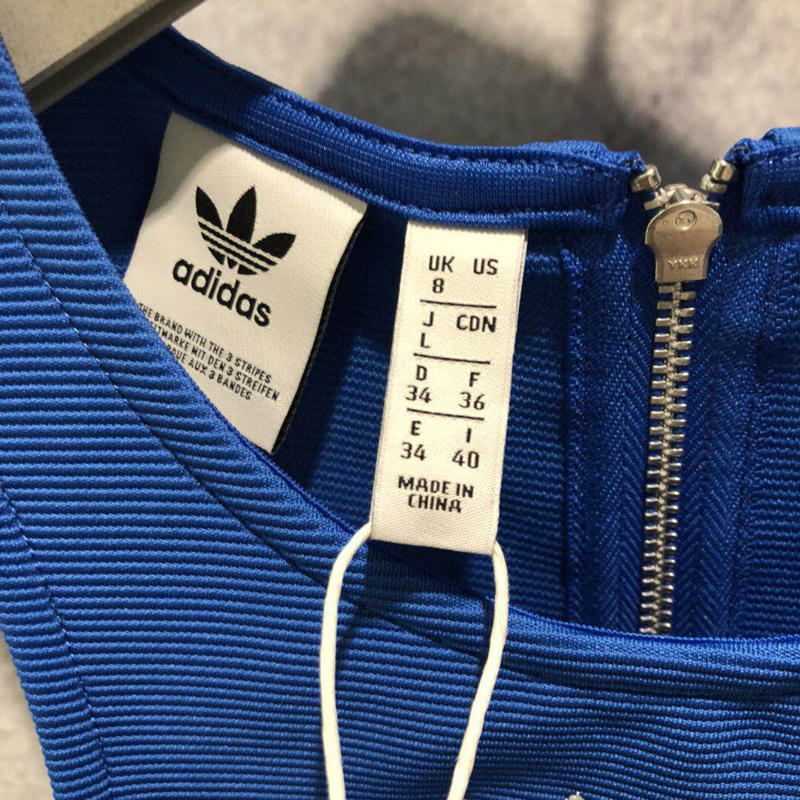 adidas
THE BRAND WITH THE 3 STRIPES
MARKE MIT DEN 3 STREIFEN
AUX 3 BANDES
UK US
8
J CDN
L
D F
34 36
E I
34 40
MADE IN
CHINA
YKK